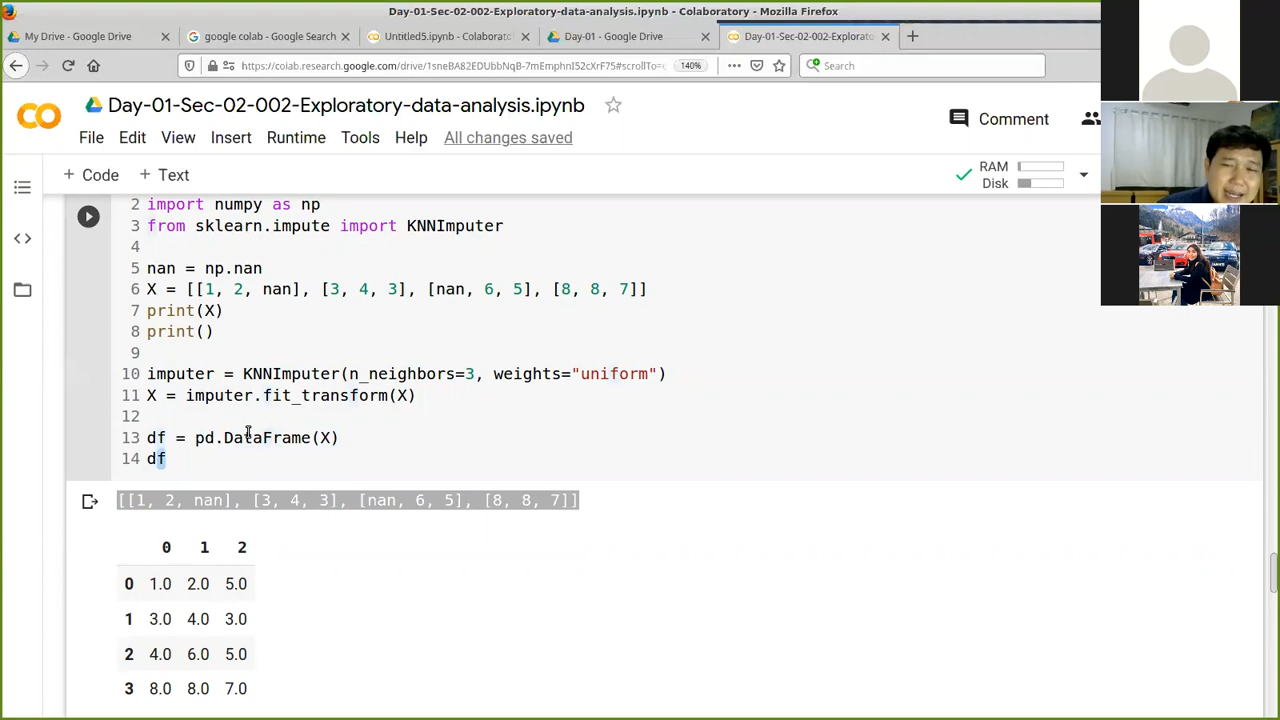 Day-01-Sec-02-002-Exploratory-data-analysis.ipynb - Colaboratory - Mozilla Firefox
My Drive - Google Drive
google colab - Google Search
Untitled5.ipynb - Colaborat
Day-01 - Google Drive
Day-01-Sec-02-002-Explorato
https://colab.research.google.com/drive/1sneBA82EDUbbNqB-7mEmphnI52cXrF75#scrollTo=
140%
Search
CO
Day-01-Sec-02-002-Exploratory-data-analysis.ipynb
Comment
File Edit View Insert Runtime Tools Help All changes saved
+ Code + Text
RAM
Disk
2 import numpy as np
3 from sklearn.impute import KNNImputer
4
5 nan = np.nan
6 X = [[1, 2, nan], [3, 4, 3], [nan, 6, 5], [8, 8, 7]]
7 print(X)
8 print()
9
10 imputer = KNNImputer(n_neighbors=3, weights="uniform")
11 X = imputer.fit_transform(X)
12
13 df = pd.DataFrame(X)
14 df
[[1, 2, nan], [3, 4, 3], [nan, 6, 5], [8, 8, 7]]
0 1 2
0 1.0 2.0 5.0
1 3.0 4.0 3.0
2 4.0 6.0 5.0
3 8.0 8.0 7.0